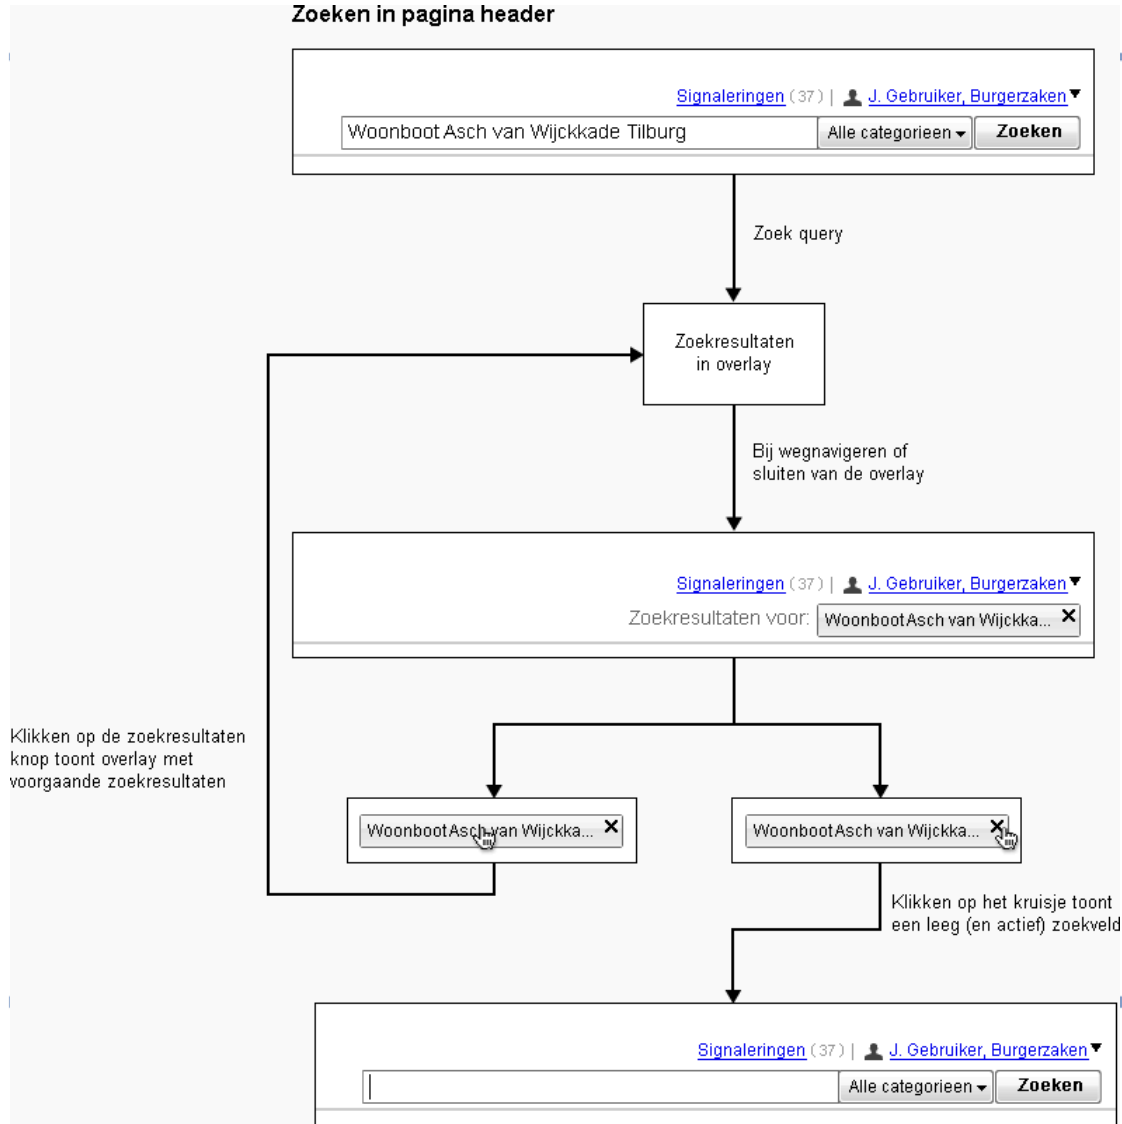 Zoeken in pagina header
Signaleringen (37) | J. Gebruiker, Burgerzaken
Woonboot Asch van Wijckkade Tilburg Alle categorieen Zoeken
Zoek query
Zoekresultaten
in overlay
Bij wegnavigeren of
sluiten van de overlay
Signaleringen (37) | J. Gebruiker, Burgerzaken
Zoekresultaten voor: Woonboot Asch van Wijckka... ×
Klikken op de zoekresultaten
knop toont overlay met
voorgaande zoekresultaten
Woonboot Asch van Wijckka... ×
Woonboot Asch van Wijckka... ×
Klikken op het kruisje toont
een leeg (en actief) zoekveld
Signaleringen (37) | J. Gebruiker, Burgerzaken
Alle categorieen Zoeken